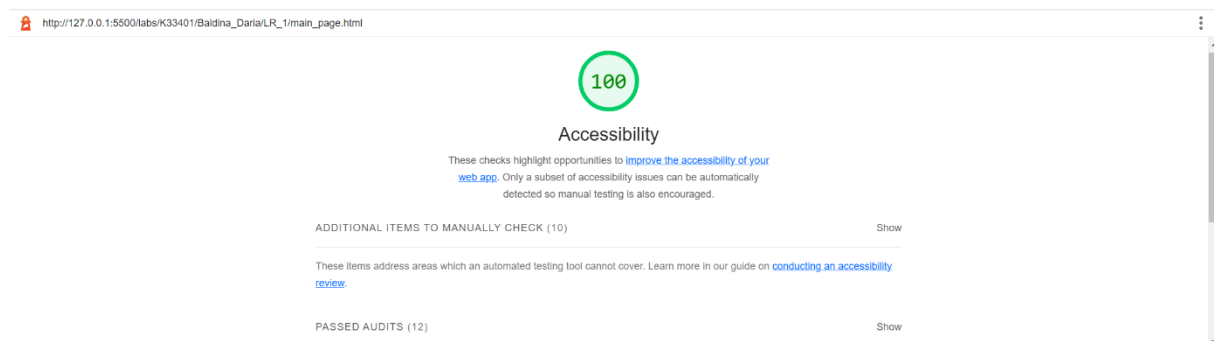 http://127.0.0.1:5500/labs/K33401/Baldina_Daria/LR_1/main_page.html
100
Accessibility
These checks highlight opportunities to improve the accessibility of your
web app. Only a subset of accessibility issues can be automatically
detected so manual testing is also encouraged.
ADDITIONAL ITEMS TO MANUALLY CHECK (10) Show
These items address areas which an automated testing tool cannot cover. Learn more in our guide on conducting an accessibility
review.
PASSED AUDITS (12) Show